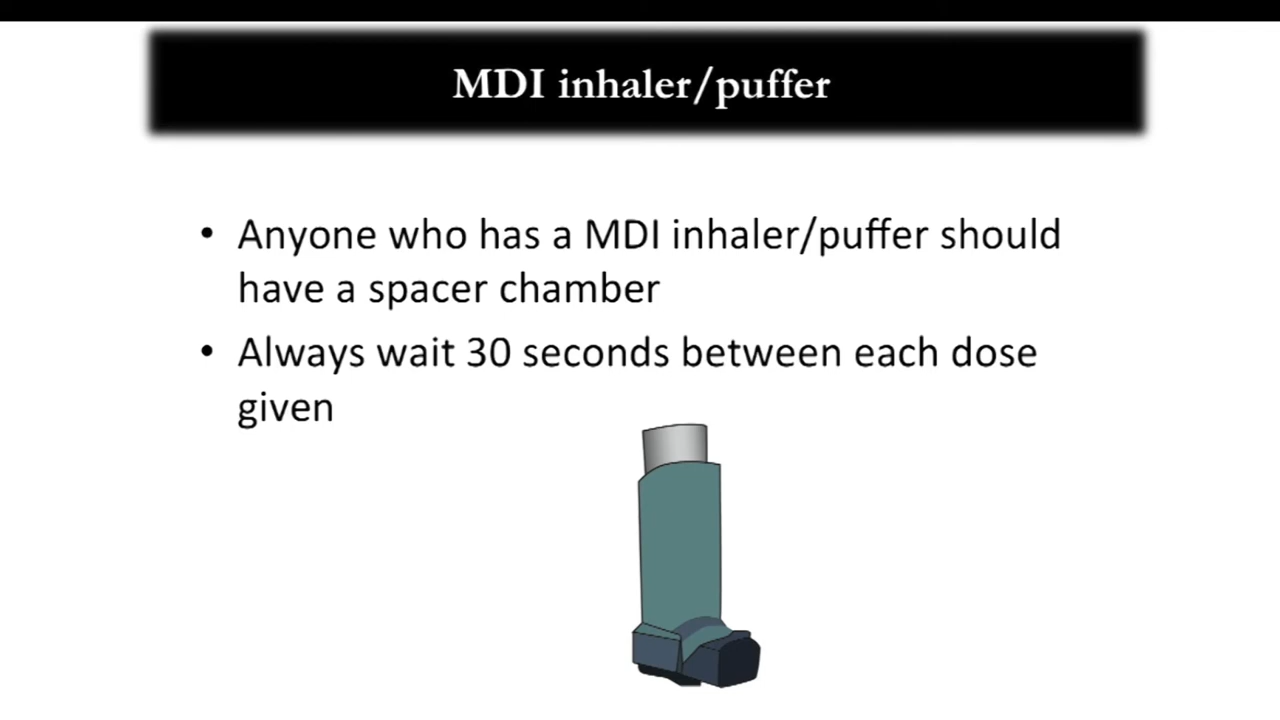 MDI inhaler/puffer
• Anyone who has a MDI inhaler/puffer should
have a spacer chamber
• Always wait 30 seconds between each dose
given